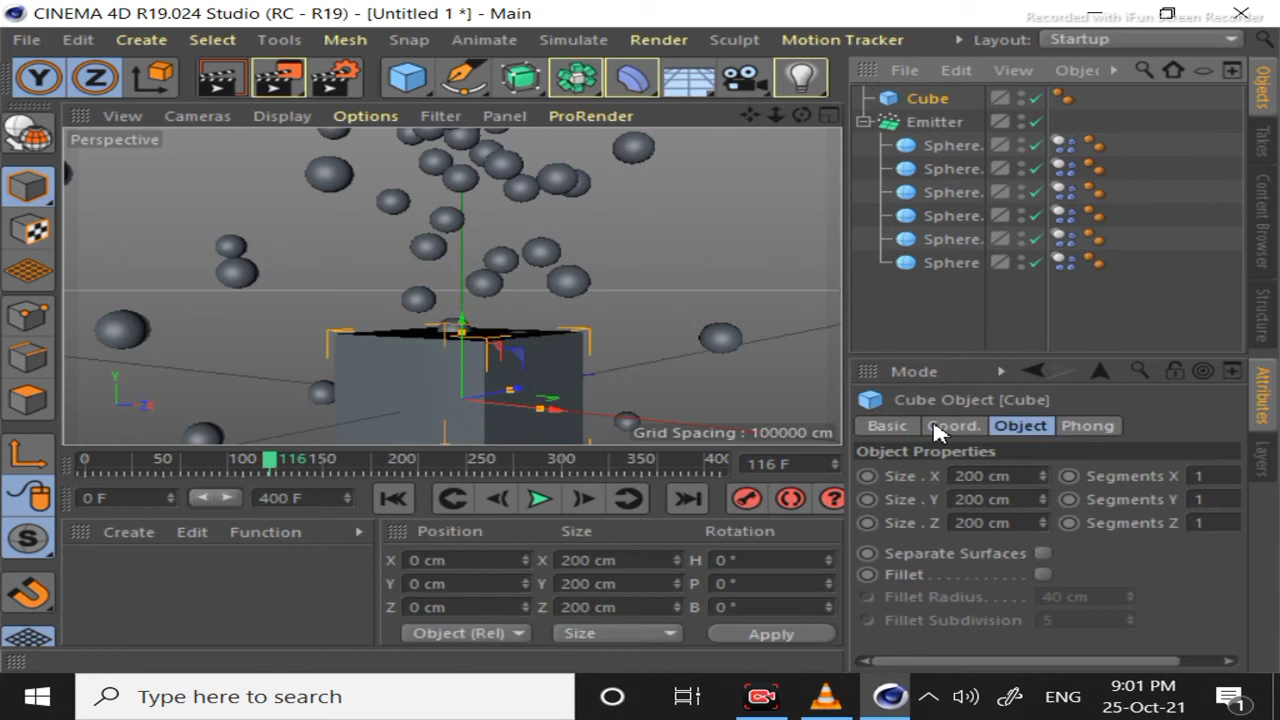 CINEMA 4D R19.024 Studio (RC - R19) - [Untitled 1 *] - Main
Recorded with iFun Screen Recorder
File Edit Create Select Tools Mesh Snap Animate Simulate Render Sculpt Motion Tracker Layout: Startup
File Edit View Objec
View Cameras Display Options Filter Panel ProRender
Perspective
Cube
Emitter
Sphere.
Sphere.
Sphere.
Sphere.
Sphere.
Sphere
Objects
Takes
Content Browser
Structure
Attributes
Layers
Mode
Cube Object [Cube]
Basic Coord. Object Phong
Object Properties
Size . X 200 cm Segments X 1
Size . Y 200 cm Segments Y 1
Size . Z 200 cm Segments Z 1
Separate Surfaces
Fillet . . . . . . . . . . .
Fillet Radius. . . . . 40 cm
Fillet Subdivision 5
Y
ZX
Grid Spacing : 100000 cm
0 50 100 116 150 200 250 300 350 40( 116 F
0 F 400 F
Create Edit Function
Position Size Rotation
X 0 cm X 200 cm H 0 °
Y 0 cm Y 200 cm P 0 °
Z 0 cm Z 200 cm B 0 °
Object (Rel) Size Apply
Type here to search
ENG
9:01 PM
25-Oct-21
1